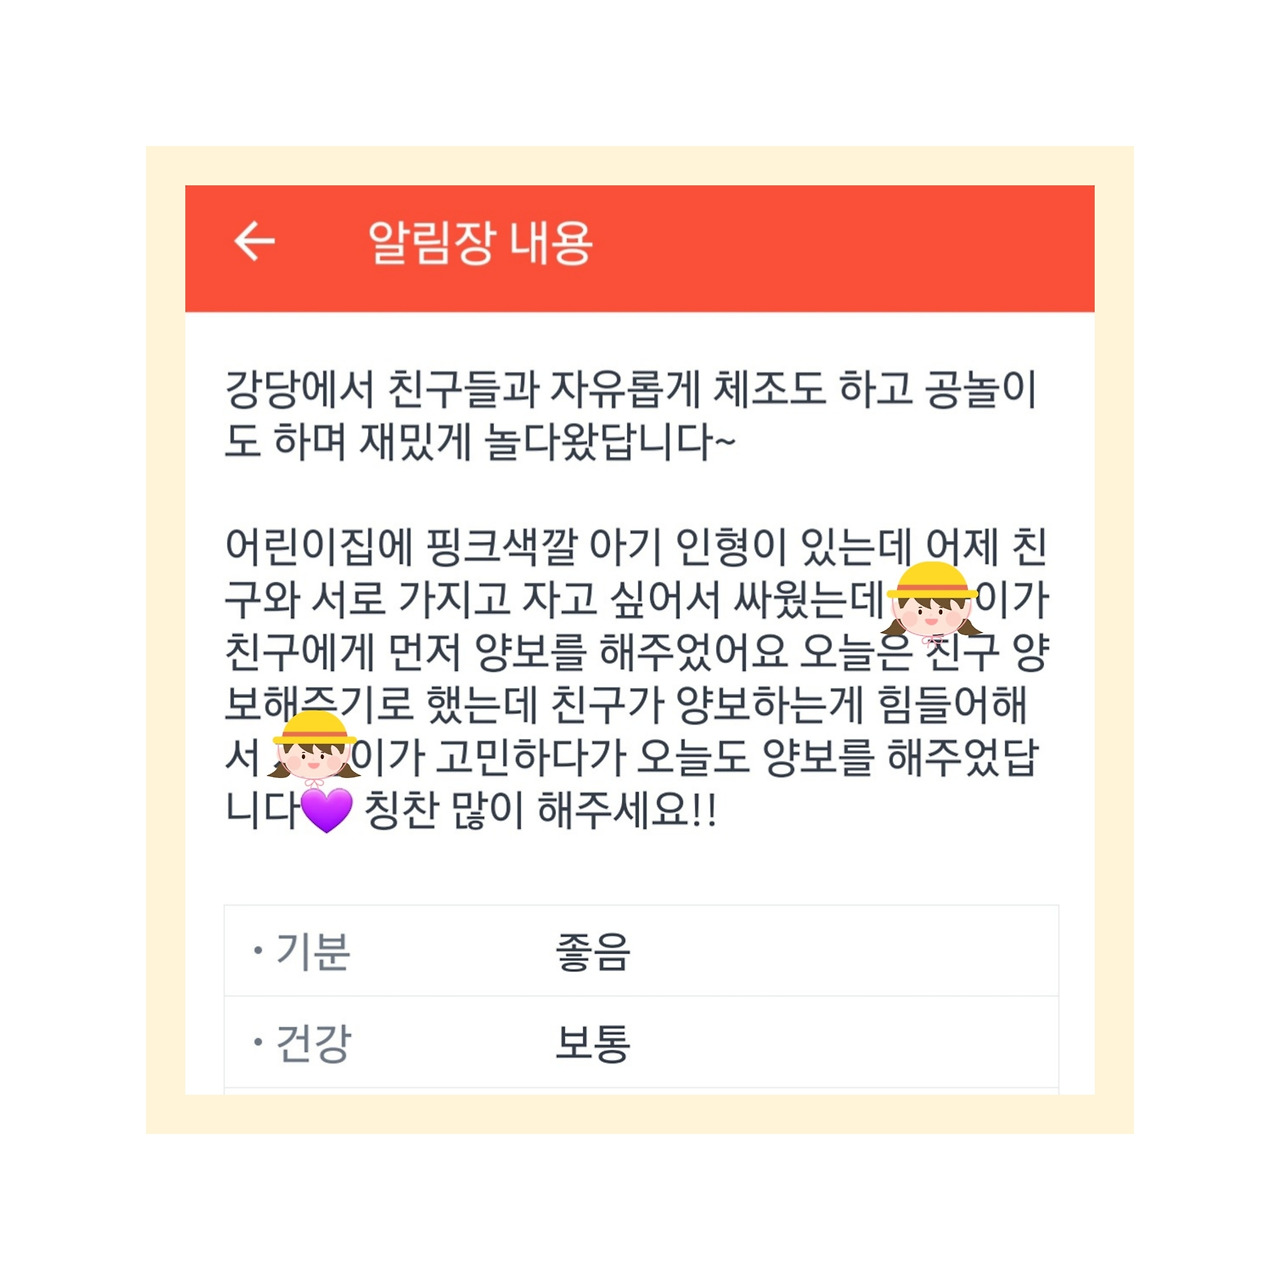 알림장 내용
강당에서 친구들과 자유롭게 체조도 하고 공놀이
도 하며 재밌게 놀다왔답니다~
어린이집에 핑크색깔 아기 인형이 있는데 어제 친
구와 서로 가지고 자고 싶어서 싸웠는데 이가
친구에게 먼저 양보를 해주었어요 오늘은 친구 양
보해주기로 했는데 친구가 양보하는게 힘들어해
서 이가 고민하다가 오늘도 양보를 해주었답
니다💜 칭찬 많이 해주세요!!
• 기분 좋음
• 건강 보통